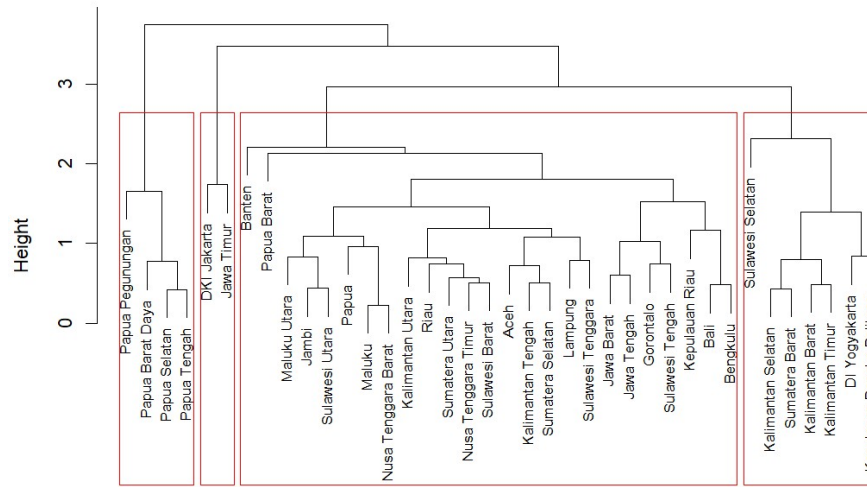 Height
3
2
1
0
Papua Pegunungan
Papua Barat Daya
Papua Selatan
Papua Tengah
DKI Jakarta
Jawa Timur
Banten
Papua Barat
Maluku Utara
Jambi
Sulawesi Utara
Papua
Maluku
Nusa Tenggara Barat
Kalimantan Utara
Riau
Sumatera Utara
Nusa Tenggara Timur
Sulawesi Barat
Aceh
Kalimantan Tengah
Sumatera Selatan
Lampung
Sulawesi Tenggara
Jawa Barat
Jawa Tengah
Gorontalo
Sulawesi Tengah
Kepulauan Riau
Bali
Bengkulu
Sulawesi Selatan
Kalimantan Selatan
Sumatera Barat
Kalimantan Barat
Kalimantan Timur
DI Yogyakarta